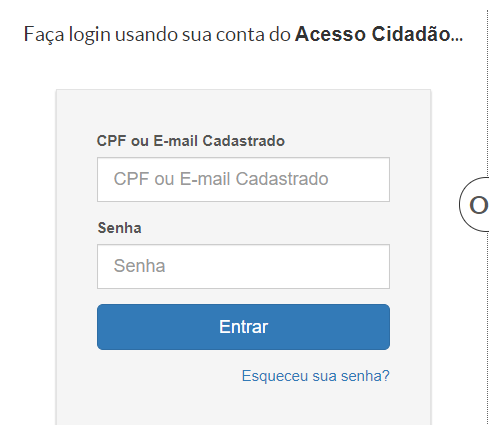 Faça login usando sua conta do Acesso Cidadão...
CPF ou E-mail Cadastrado
CPF ou E-mail Cadastrado
Senha
Senha
Entrar
Esqueceu sua senha?